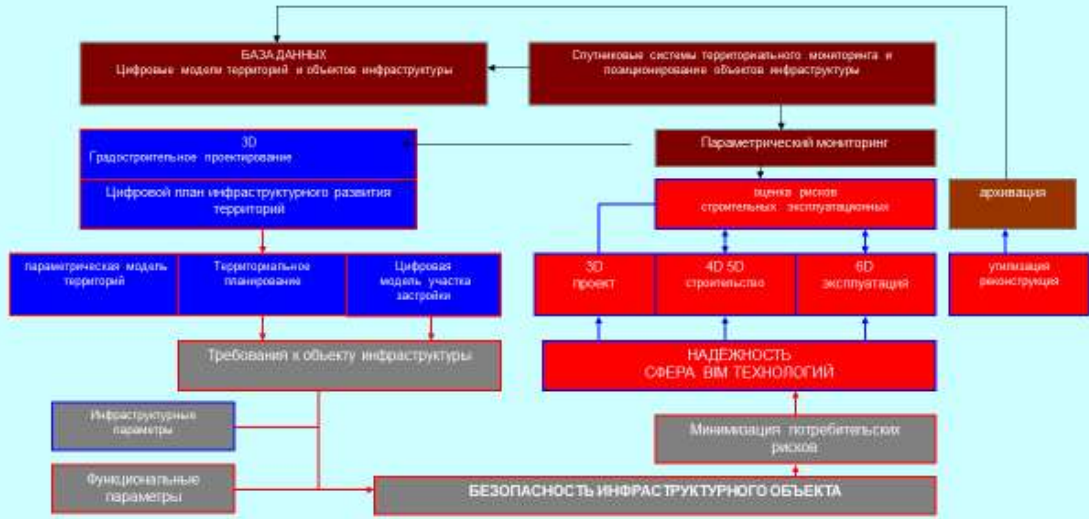 БАЗА ДАННЫХ
Цифровые модели территорий и объектов инфраструктуры
Спутниковые системы территориального мониторинга и
позиционирование объектов инфраструктуры
3D
Градостроительное проектирование
Параметрический мониторинг
Цифровой план инфраструктурного развития
территорий
оценка рисков
строительных эксплуатационных
архивация
параметрическая модель
территорий
Территориальное
планирование
Цифровая
модель участка
застройки
3D
проект
4D 5D
строительство
6D
эксплуатация
утилизация
реконструкция
Требования к объекту инфраструктуры
НАДЁЖНОСТЬ
СФЕРА BIM ТЕХНОЛОГИЙ
Инфраструктурные
параметры
Минимизация потребительских
рисков
Функциональные
параметры
БЕЗОПАСНОСТЬ ИНФРАСТРУКТУРНОГО ОБЪЕКТА